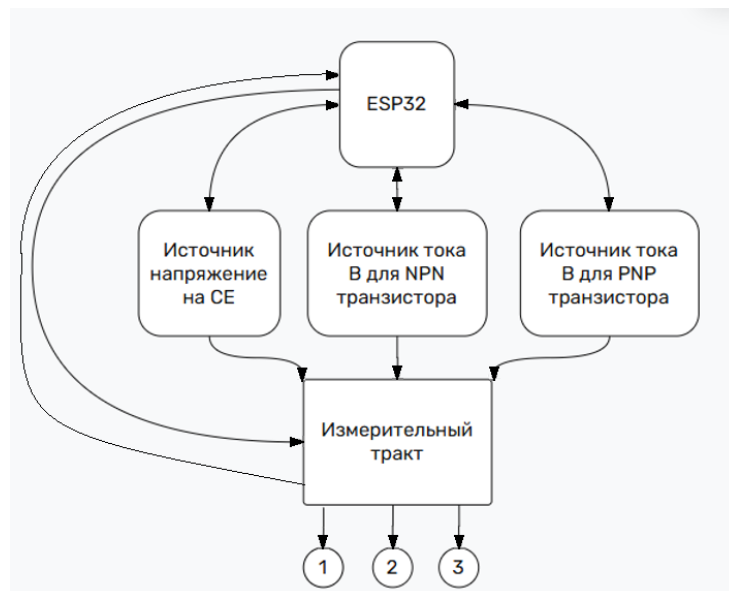 ESP32
Источник
напряжение
на CE
Источник тока
B для NPN
транзистора
Источник тока
B для PNP
транзистора
Измерительный
тракт
1
2
3